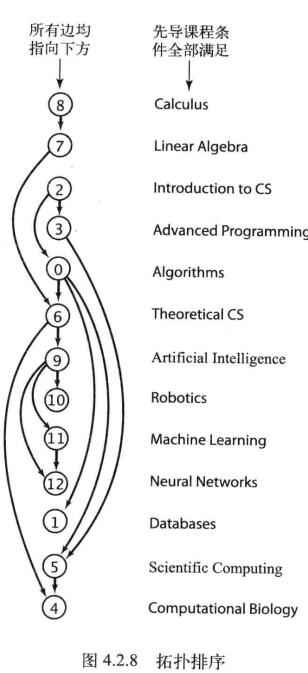 所有边均
指向下方
先导课程条
件全部满足
8 Calculus
7 Linear Algebra
2 Introduction to CS
3 Advanced Programming
0 Algorithms
6 Theoretical CS
9 Artificial Intelligence
10 Robotics
11 Machine Learning
12 Neural Networks
1 Databases
5 Scientific Computing
4 Computational Biology
图 4.2.8 拓扑排序